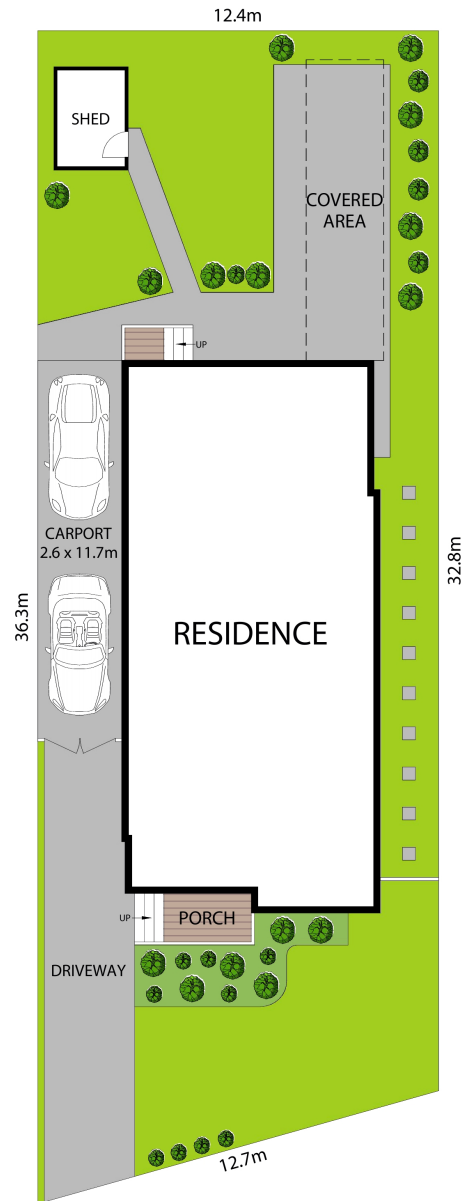 12.4m
SHED
COVERED
AREA
UP
CARPORT
2.6 x 11.7m
32.8m
36.3m
RESIDENCE
UP
PORCH
DRIVEWAY
12.7m